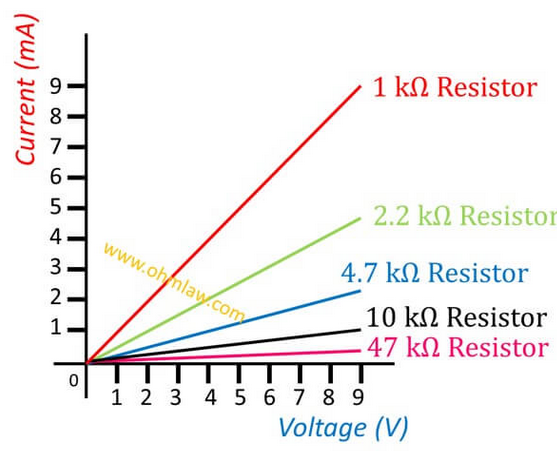 Current (mA)
9
8
7
6
5
4
3
2
1
0
1 2 3 4 5 6 7 8 9
Voltage (V)
1 kΩ Resistor
2.2 kΩ Resistor
4.7 kΩ Resistor
10 kΩ Resistor
47 kΩ Resistor
www.ohmlaw.com